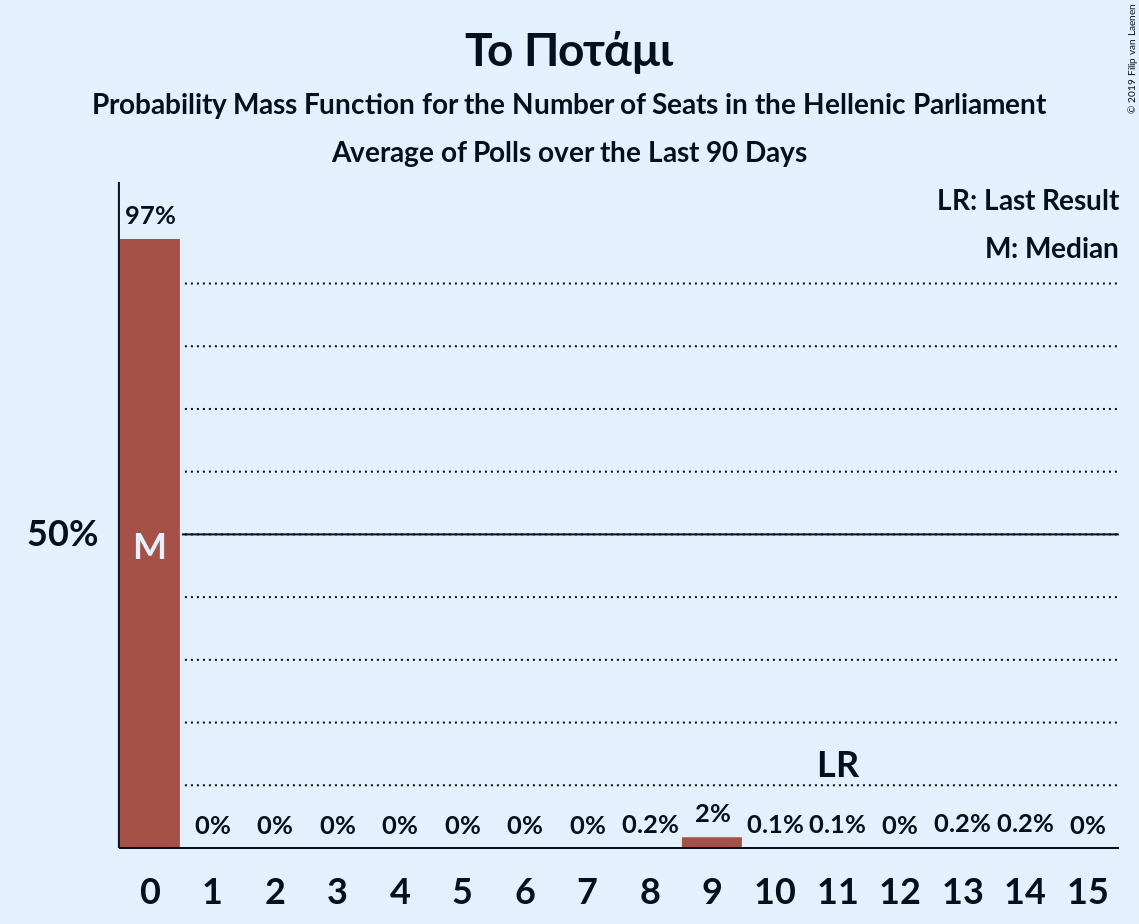 Το Ποτάμι
Probability Mass Function for the Number of Seats in the Hellenic Parliament
Average of Polls over the Last 90 Days
© 2019 Filip van Laenen
LR: Last Result
M: Median
97%
50%
M
LR
0% 0% 0% 0% 0% 0% 0% 0.2% 2% 0.1% 0.1% 0% 0.2% 0.2% 0%
0 1 2 3 4 5 6 7 8 9 10 11 12 13 14 15